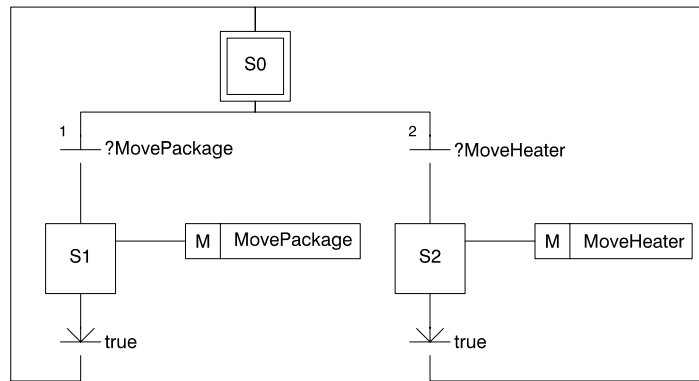 S0
1
?MovePackage
2
?MoveHeater
S1
M MovePackage
S2
M MoveHeater
true
true